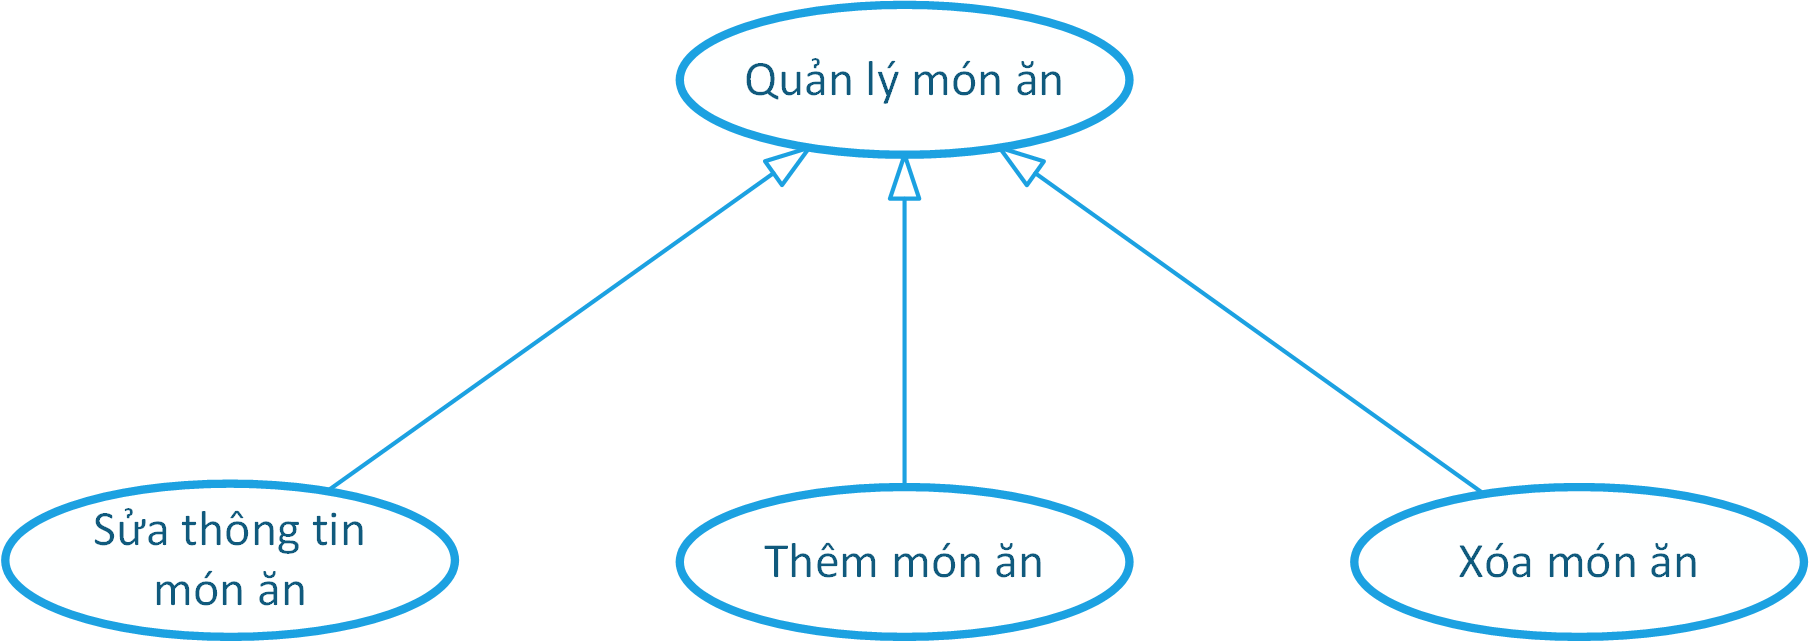 Quản lý món ăn
Sửa thông tin
món ăn
Thêm món ăn
Xóa món ăn